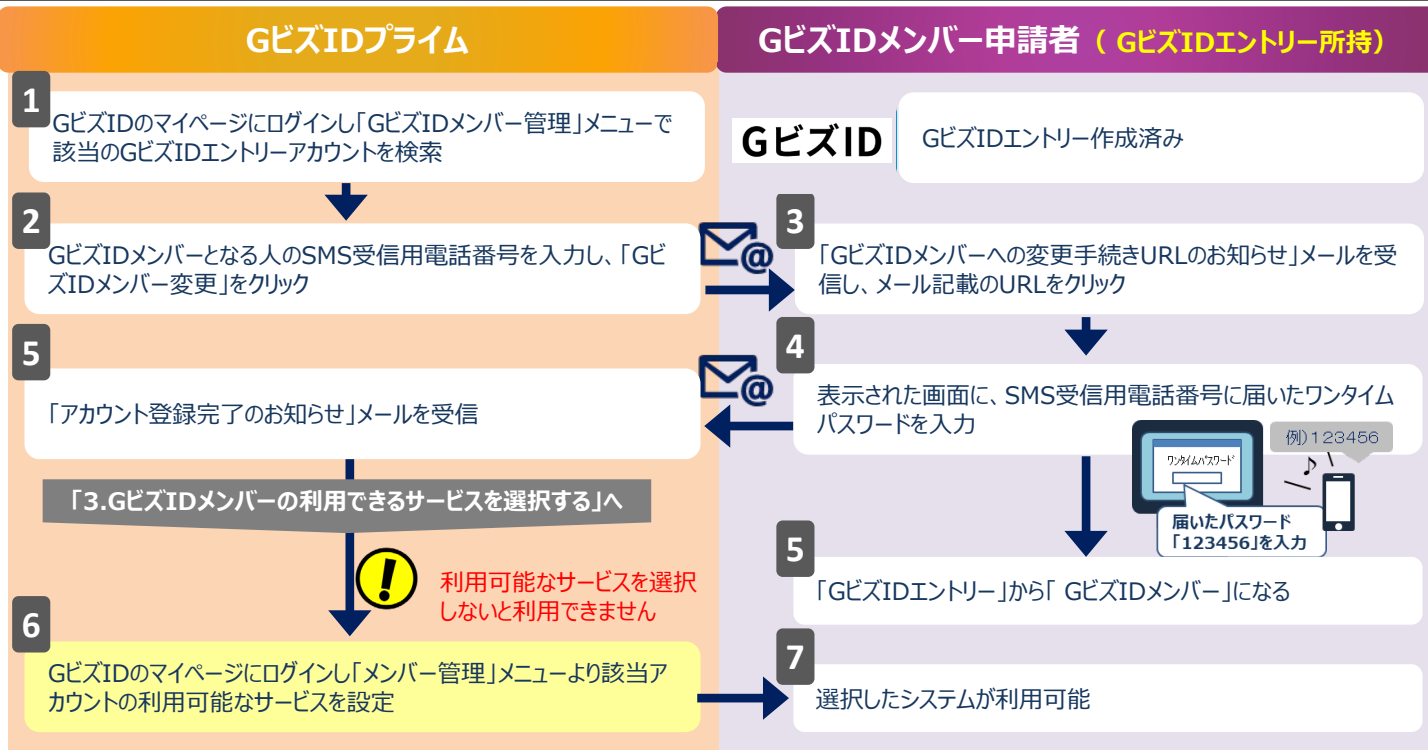 GビズIDプライム
GビズIDメンバー申請者（ GビズIDエントリー所持）
1
GビズIDのマイページにログインし「GビズIDメンバー管理」メニューで
該当のGビズIDエントリーアカウントを検索
GビズID
GビズIDエントリー作成済み
2
GビズIDメンバーとなる人のSMS受信用電話番号を入力し、「Gビ
ズIDメンバー変更」をクリック
@
3
「GビズIDメンバーへの変更手続きURLのお知らせ」メールを受
信し、メール記載のURLをクリック
4
表示された画面に、SMS受信用電話番号に届いたワンタイム
パスワードを入力
例)123456
ワンタイムパスワード
届いたパスワード
「123456」を入力
@
5
「アカウント登録完了のお知らせ」メールを受信
「3.GビズIDメンバーの利用できるサービスを選択する」へ
!
利用可能なサービスを選択
しないと利用できません
5
「GビズIDエントリー」から「 GビズIDメンバー」になる
6
GビズIDのマイページにログインし「メンバー管理」メニューより該当ア
カウントの利用可能なサービスを設定
7
選択したシステムが利用可能